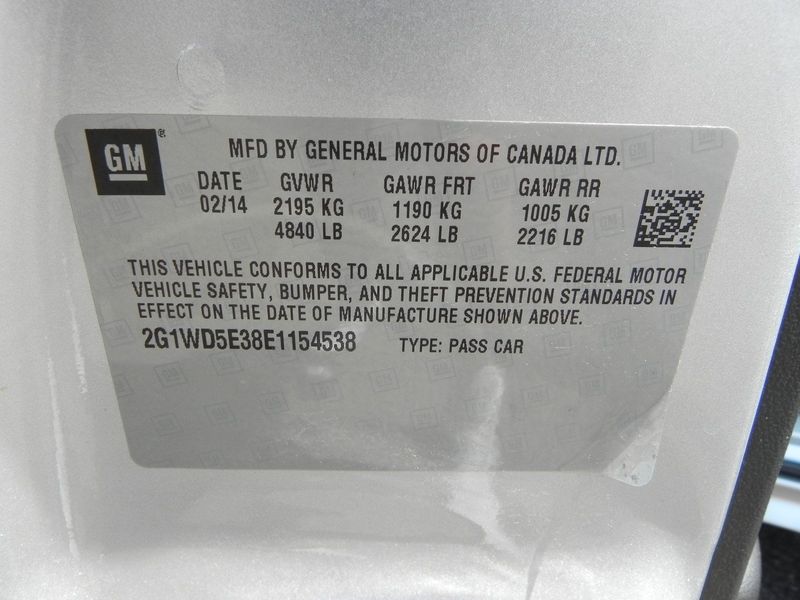 GM®
MFD BY GENERAL MOTORS OF CANADA LTD.
DATE GVWR GAWR FRT GAWR RR
02/14 2195 KG 1190 KG 1005 KG
4840 LB 2624 LB 2216 LB
THIS VEHICLE CONFORMS TO ALL APPLICABLE U.S. FEDERAL MOTOR
VEHICLE SAFETY, BUMPER, AND THEFT PREVENTION STANDARDS IN
EFFECT ON THE DATE OF MANUFACTURE SHOWN ABOVE.
2G1WD5E38E1154538 TYPE: PASS CAR